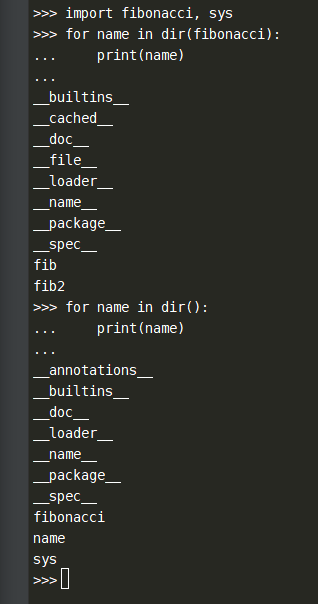 >>> import fibonacci, sys
>>> for name in dir(fibonacci):
...     print(name)
...
__builtins__
__cached__
__doc__
__file__
__loader__
__name__
__package__
__spec__
fib
fib2
>>> for name in dir():
...     print(name)
...
__annotations__
__builtins__
__doc__
__loader__
__name__
__package__
__spec__
fibonacci
name
sys
>>>